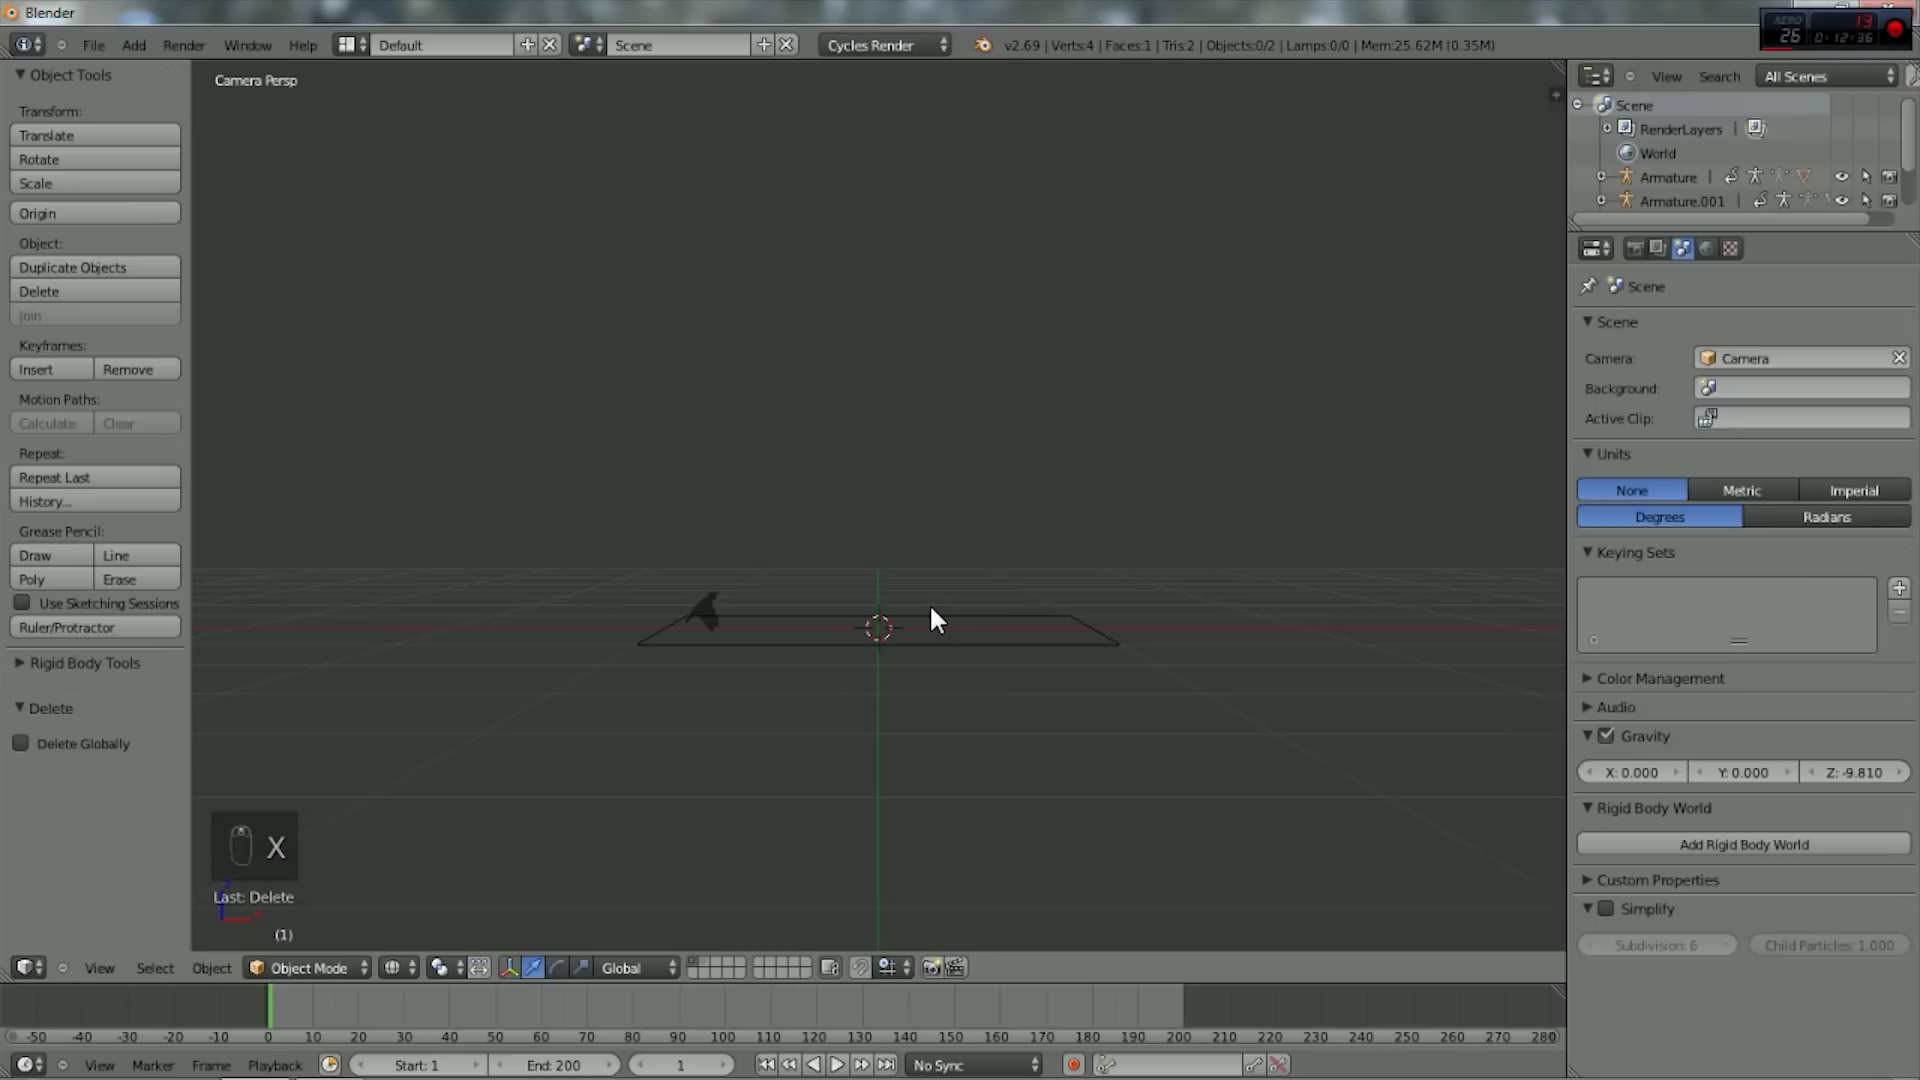 Blender
File Add Render Window Help Default Scene Cycles Render v2.69 | Verts:4 | Faces:1 | Tris:2 | Objects:0/2 | Lamps:0/0 | Mem:25.62M (0.35M)
AERO 13
26 0:12:36
Object Tools
Transform:
Translate
Rotate
Scale
Origin
Object:
Duplicate Objects
Delete
Join
Keyframes:
Insert Remove
Motion Paths:
Calculate Clear
Repeat:
Repeat Last
History...
Grease Pencil:
Draw Line
Poly Erase
Use Sketching Sessions
Ruler/Protractor
Rigid Body Tools
Delete
Delete Globally
Camera Persp
X
Last: Delete
(1)
View Search All Scenes
Scene
RenderLayers |
World
Armature |
Armature.001 |
Scene
Scene
Camera: Camera
Background:
Active Clip:
Units
None Metric Imperial
Degrees Radians
Keying Sets
Color Management
Audio
Gravity
X: 0.000 Y: 0.000 Z: -9.810
Rigid Body World
Add Rigid Body World
Custom Properties
Simplify
Subdivision: 6 Child Particles: 1.000
View Select Object Object Mode Global
-50 -40 -30 -20 -10 0 10 20 30 40 50 60 70 80 90 100 110 120 130 140 150 160 170 180 190 200 210 220 230 240 250 260 270 280
View Marker Frame Playback Start: 1 End: 200 1 No Sync